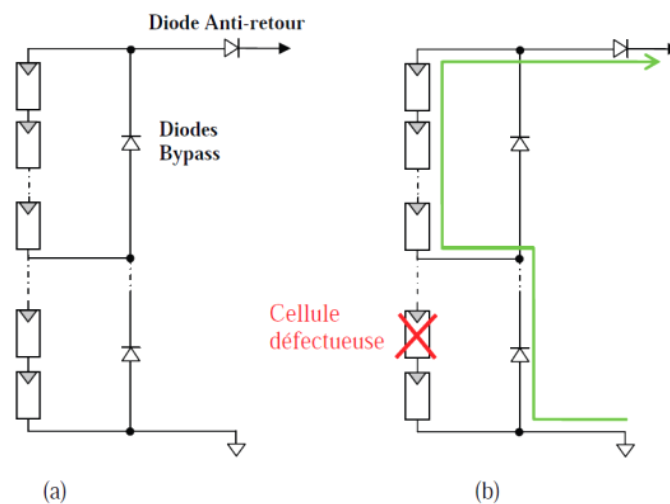 Diode Anti-retour
Diodes
Bypass
Cellule
défectueuse
(a)
(b)